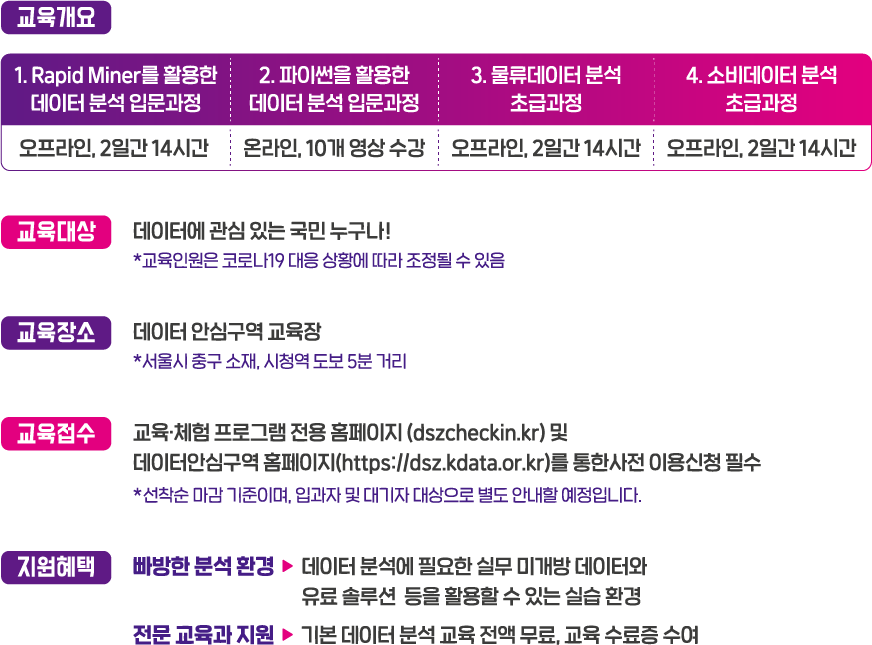 교육개요
1. Rapid Miner를 활용한 데이터 분석 입문과정
2. 파이썬을 활용한 데이터 분석 입문과정
3. 물류데이터 분석 초급과정
4. 소비데이터 분석 초급과정
오프라인, 2일간 14시간
온라인, 10개 영상 수강
오프라인, 2일간 14시간
오프라인, 2일간 14시간
교육대상
데이터에 관심 있는 국민 누구나!
*교육인원은 코로나19 대응 상황에 따라 조정될 수 있음
교육장소
데이터 안심구역 교육장
*서울시 중구 소재, 시청역 도보 5분 거리
교육접수
교육·체험 프로그램 전용 홈페이지 (dszcheckin.kr) 및
데이터안심구역 홈페이지(https://dsz.kdata.or.kr)를 통한사전 이용신청 필수
*선착순 마감 기준이며, 입과자 및 대기자 대상으로 별도 안내할 예정입니다.
지원혜택
빠방한 분석 환경 ▶ 데이터 분석에 필요한 실무 미개방 데이터와
유료 솔루션 등을 활용할 수 있는 실습 환경
전문 교육과 지원 ▶ 기본 데이터 분석 교육 전액 무료, 교육 수료증 수여